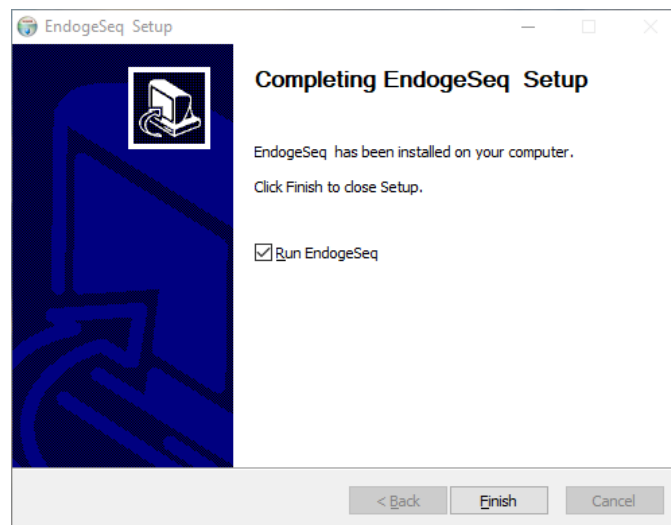 EndogeSeq  Setup
Completing EndogeSeq  Setup
EndogeSeq  has been installed on your computer.
Click Finish to close Setup.
Run EndogeSeq
< Back
Finish
Cancel